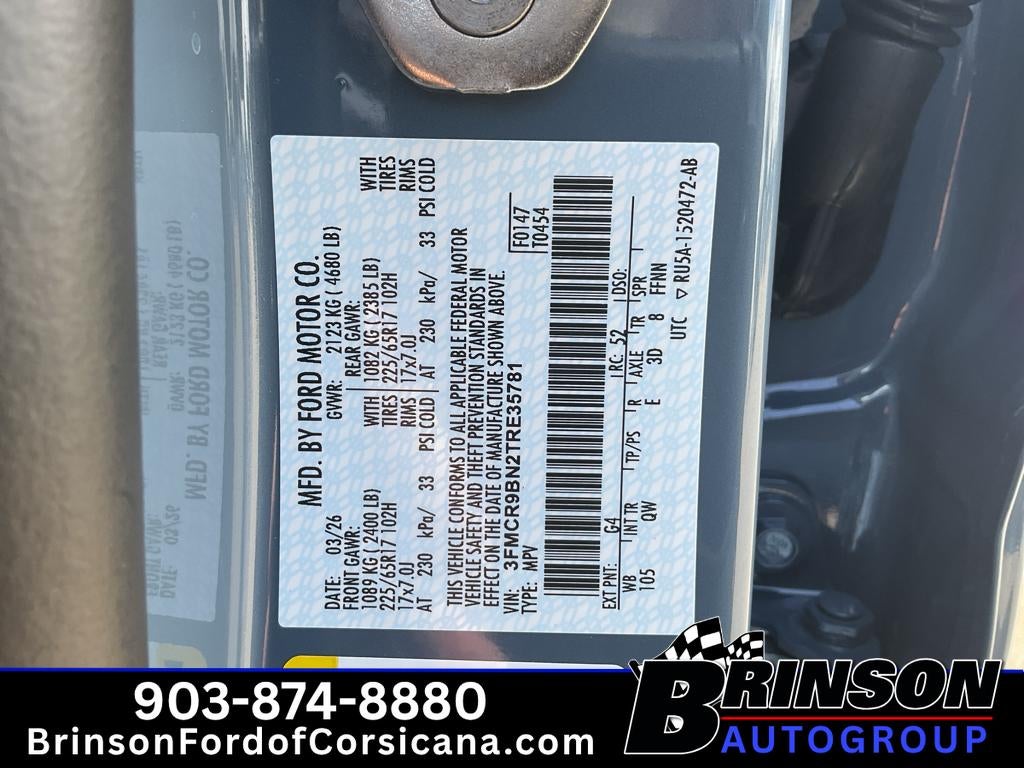 MFD. BY FORD MOTOR CO.
DATE: 03/26 GVWR: 2123 KG ( 4680 LB)
FRONT GAWR: REAR GAWR:
1089 KG ( 2400 LB) WITH 1082 KG ( 2385 LB) WITH
225/65R17 102H TIRES 225/65R17 102H TIRES
17x7.0J RIMS 17x7.0J RIMS
AT 230 kPa/ 33 PSI COLD AT 230 kPa/ 33 PSI COLD
THIS VEHICLE CONFORMS TO ALL APPLICABLE FEDERAL MOTOR
VEHICLE SAFETY AND THEFT PREVENTION STANDARDS IN
EFFECT ON THE DATE OF MANUFACTURE SHOWN ABOVE.
VIN: 3FMCR9BN2TRE35781
TYPE: MPV
F0147
T0454
EXT PNT: G4 RC: 52 DSO:
WB INT TR TP/PS R AXLE TR SPR
105 QW E 3D 8 FFNN
UTC ▽ RU5A-1520472-AB
903-874-8880
BrinsonFordofCorsicana.com
BRINSON
AUTOGROUP